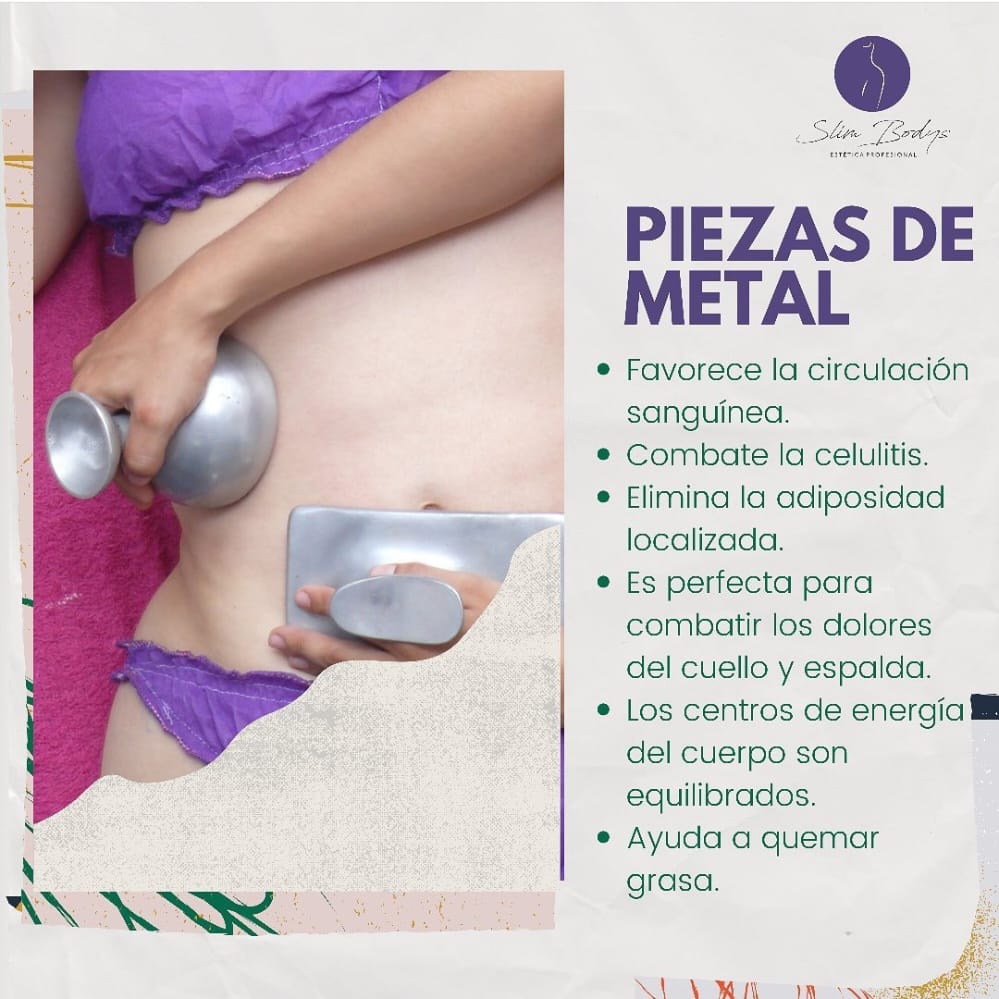 Slim Bodys
ESTÉTICA PROFESIONAL
PIEZAS DE
METAL
• Favorece la circulación
sanguínea.
• Combate la celulitis.
• Elimina la adiposidad
localizada.
• Es perfecta para
combatir los dolores
del cuello y espalda.
• Los centros de energía
del cuerpo son
equilibrados.
• Ayuda a quemar
grasa.